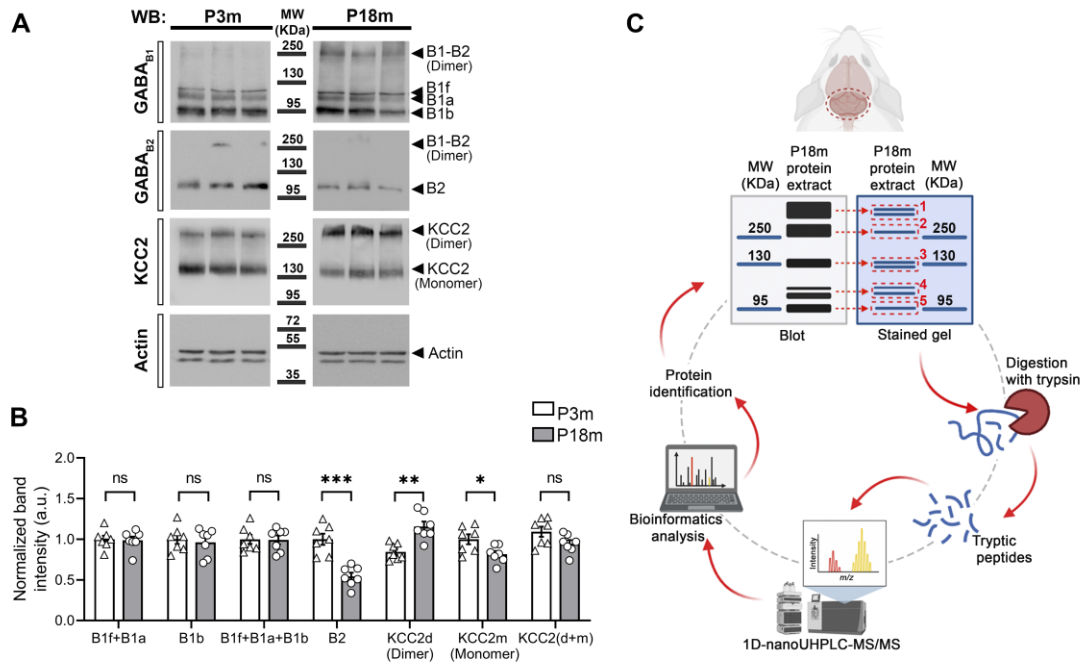 A
WB:
P3m
MW
(KDa)
P18m
GABAB1
250
130
95
B1-B2
(Dimer)
B1f
B1a
B1b
GABAB2
250
130
95
B1-B2
(Dimer)
B2
KCC2
250
130
95
KCC2
(Dimer)
KCC2
(Monomer)
Actin
72
55
35
Actin
B
P3m
P18m
Normalized band
intensity (a.u.)
2.0
1.5
1.0
0.5
0.0
ns
ns
ns
***
**
*
ns
B1f+B1a
B1b
B1f+B1a+B1b
B2
KCC2d
(Dimer)
KCC2m
(Monomer)
KCC2(d+m)
C
MW
(KDa)
P18m
protein
extract
P18m
protein
extract
MW
(KDa)
250
130
95
1
2
3
4
5
250
130
95
Blot
Stained gel
Digestion
with trypsin
Tryptic
peptides
Intensity
m/z
1D-nanoUHPLC-MS/MS
Bioinformatics
analysis
Protein
identification